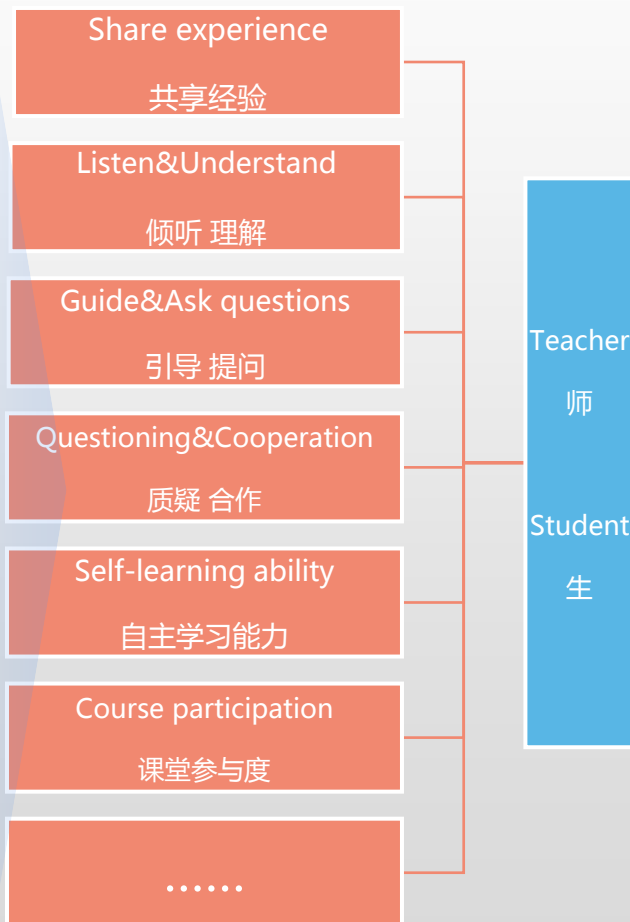 Share experience
共享经验
Listen&Understand
倾听 理解
Guide&Ask questions
引导 提问
Questioning&Cooperation
质疑 合作
Self-learning ability
自主学习能力
Course participation
课堂参与度
……
Teacher
师
Student
生